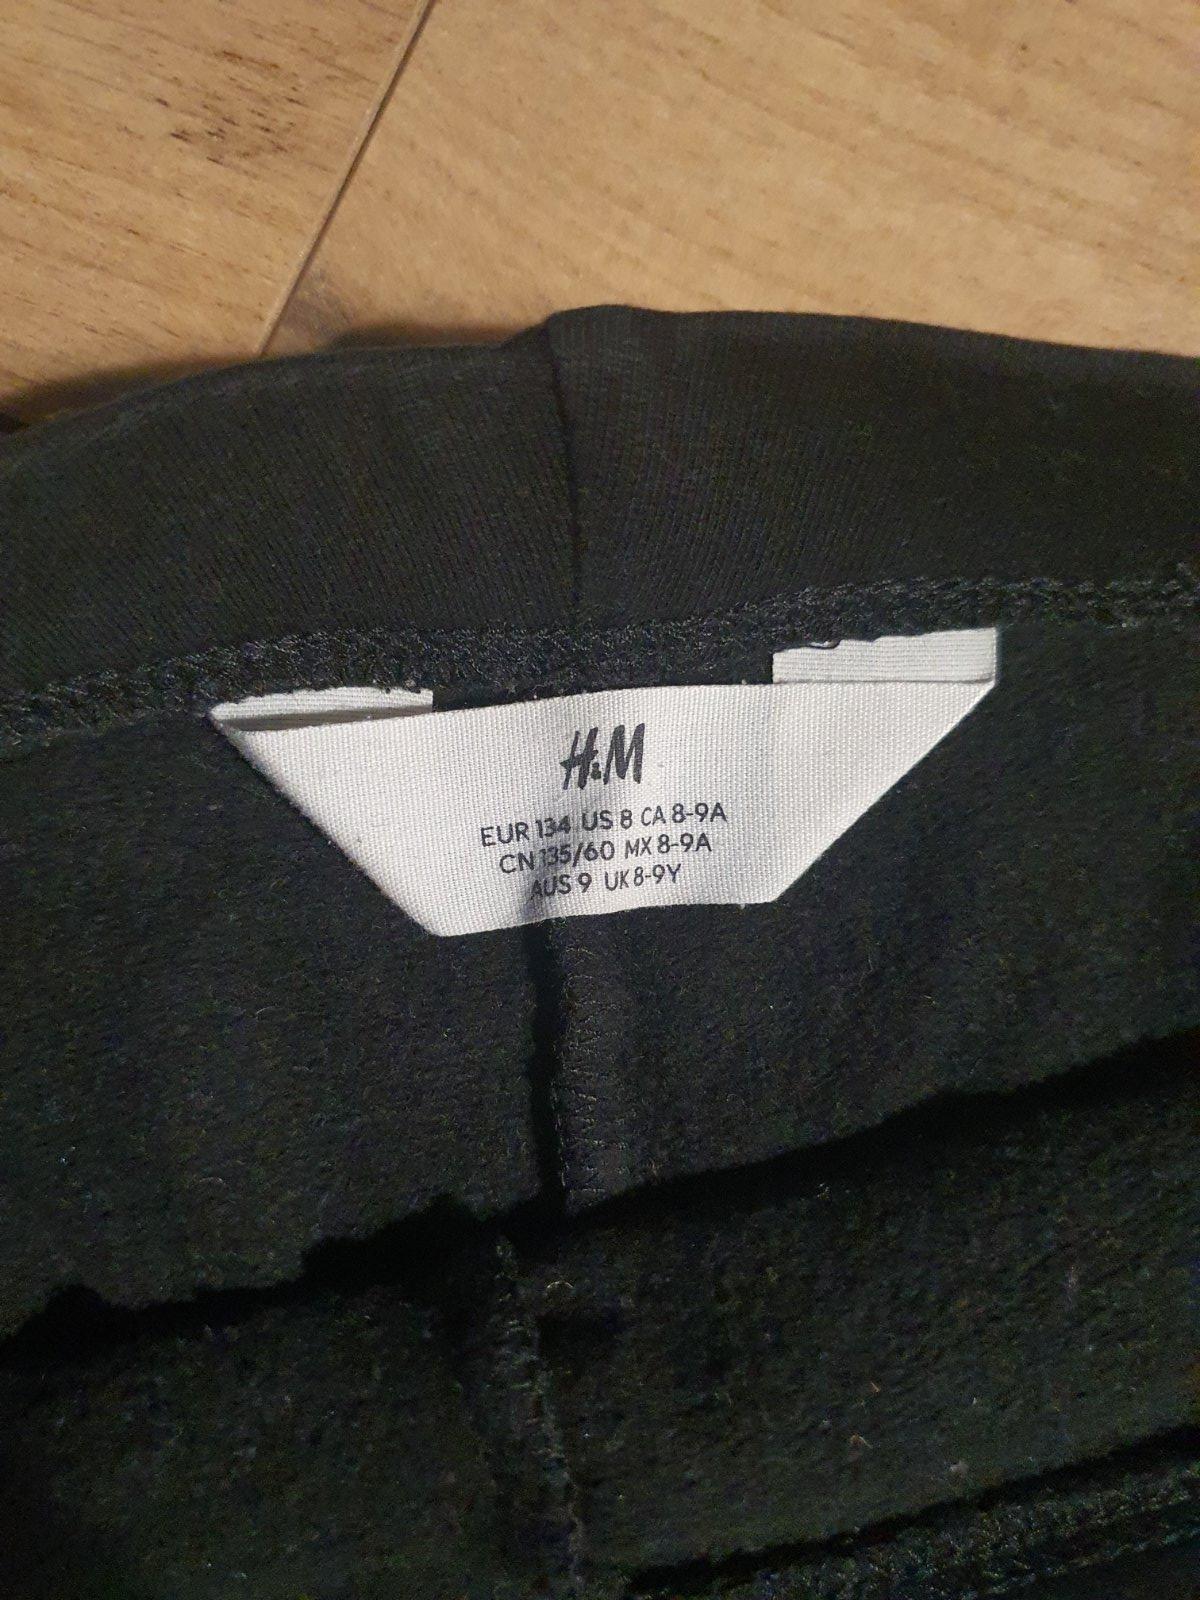 H&M
EUR 134 US 8 CA 8-9A
CN 135/60 MX 8-9A
AUS 9 UK 8-9Y